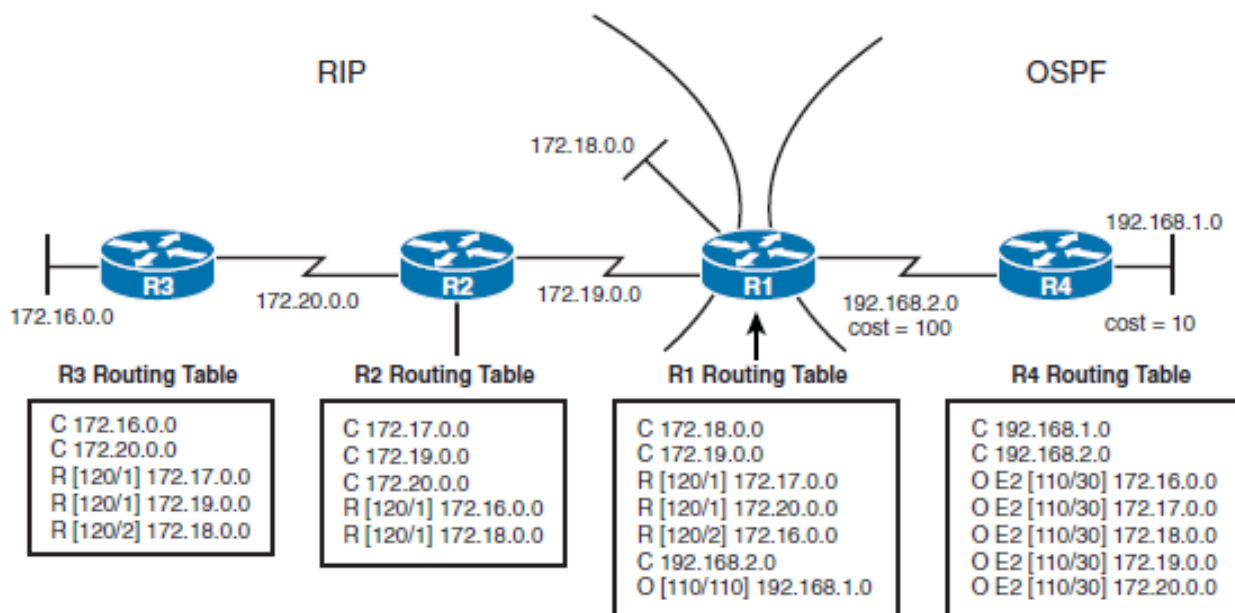 RIP
OSPF
172.18.0.0
192.168.1.0
R3
R2
R1
R4
172.16.0.0
172.20.0.0
172.19.0.0
192.168.2.0
cost = 100
cost = 10
R3 Routing Table
C 172.16.0.0
C 172.20.0.0
R [120/1] 172.17.0.0
R [120/1] 172.19.0.0
R [120/2] 172.18.0.0
R2 Routing Table
C 172.17.0.0
C 172.19.0.0
C 172.20.0.0
R [120/1] 172.16.0.0
R [120/1] 172.18.0.0
R1 Routing Table
C 172.18.0.0
C 172.19.0.0
R [120/1] 172.17.0.0
R [120/1] 172.20.0.0
R [120/2] 172.16.0.0
C 192.168.2.0
O [110/110] 192.168.1.0
R4 Routing Table
C 192.168.1.0
C 192.168.2.0
O E2 [110/30] 172.16.0.0
O E2 [110/30] 172.17.0.0
O E2 [110/30] 172.18.0.0
O E2 [110/30] 172.19.0.0
O E2 [110/30] 172.20.0.0